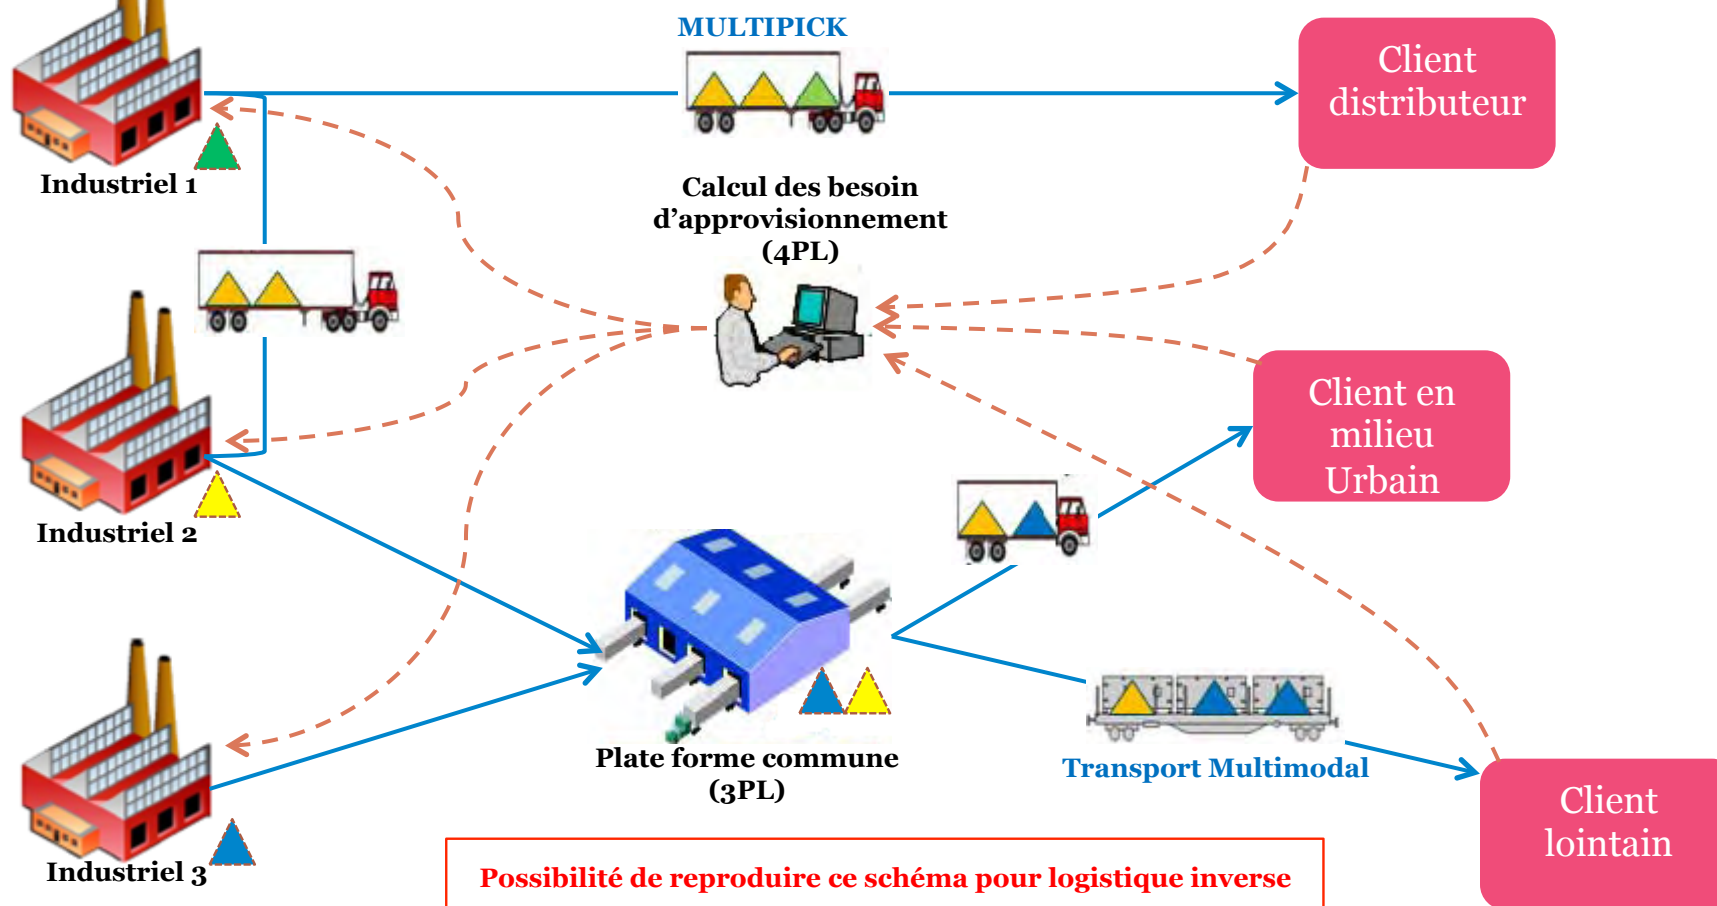 MULTIPICK
Client
distributeur
Industriel 1
Calcul des besoin
d’approvisionnement
(4PL)
Client en
milieu
Urbain
Industriel 2
Plate forme commune
(3PL)
Transport Multimodal
Client
lointain
Industriel 3
Possibilité de reproduire ce schéma pour logistique inverse